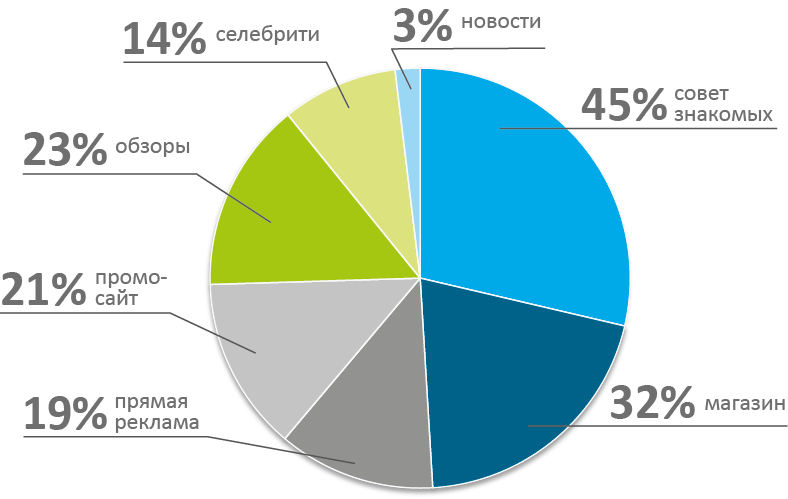 14% селебрити
3% новости
45% совет
знакомых
23% обзоры
21% промо-
сайт
19% прямая
реклама
32% магазин